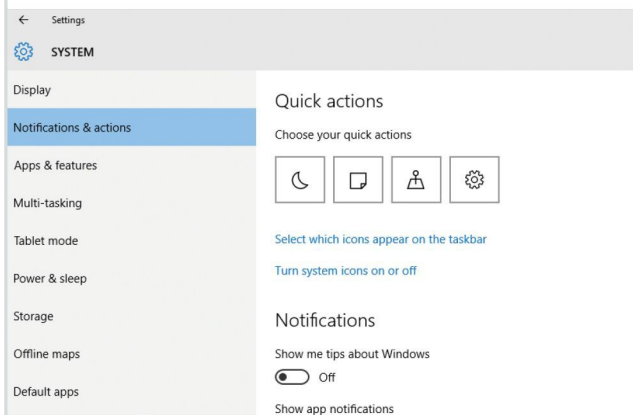 Settings
SYSTEM
Display
Notifications & actions
Apps & features
Multi-tasking
Tablet mode
Power & sleep
Storage
Offline maps
Default apps
Quick actions
Choose your quick actions
Select which icons appear on the taskbar
Turn system icons on or off
Notifications
Show me tips about Windows
Off
Show app notifications